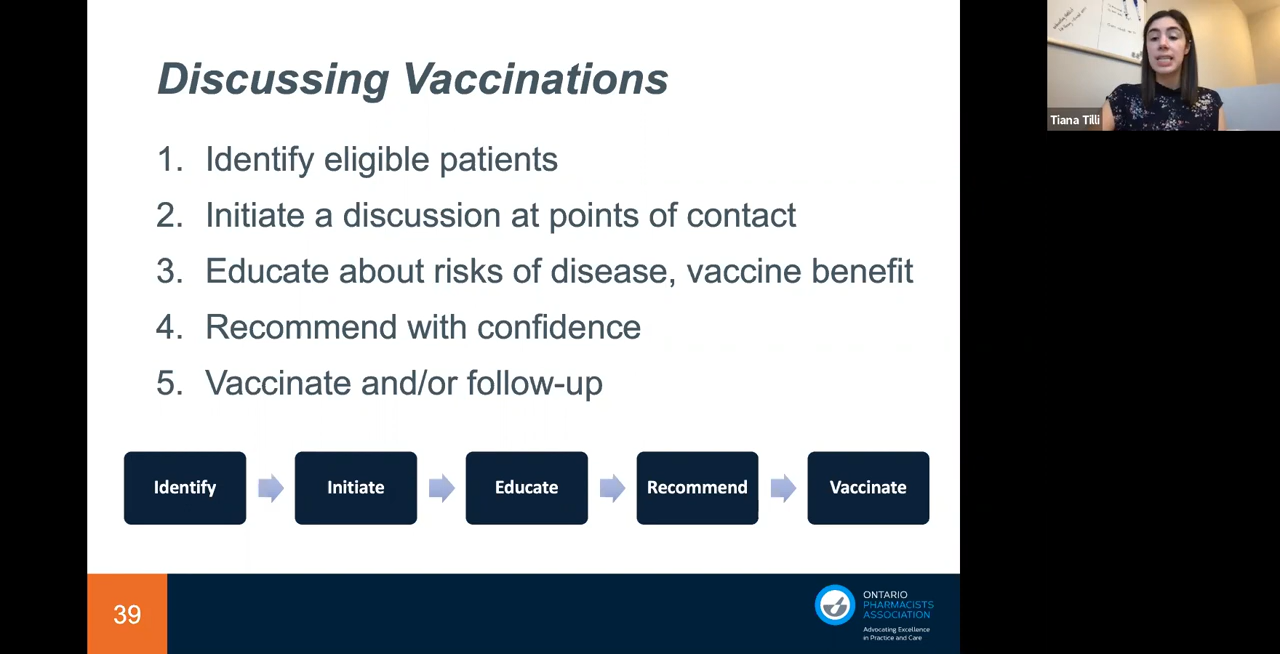 Discussing Vaccinations
1. Identify eligible patients
2. Initiate a discussion at points of contact
3. Educate about risks of disease, vaccine benefit
4. Recommend with confidence
5. Vaccinate and/or follow-up
Identify
Initiate
Educate
Recommend
Vaccinate
39
ONTARIO
PHARMACISTS
ASSOCIATION
Advocating Excellence
in Practice and Care
Tiana Tilli